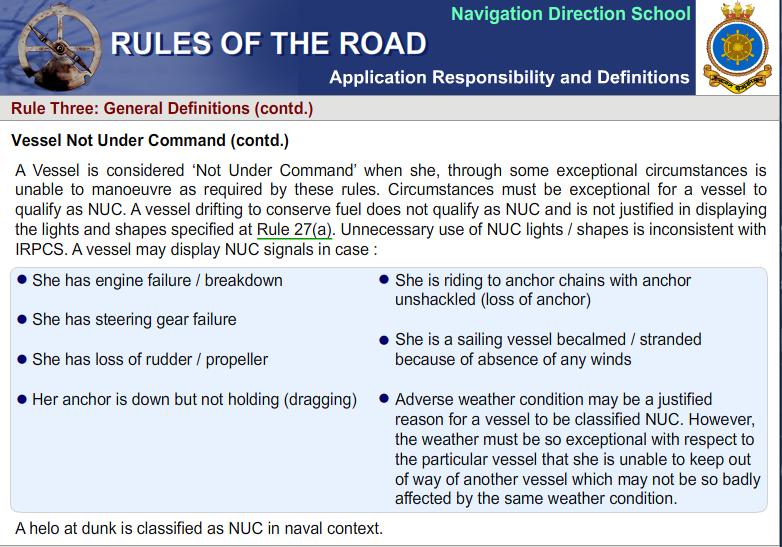 Navigation Direction School
RULES OF THE ROAD
Application Responsibility and Definitions
Rule Three: General Definitions (contd.)
Vessel Not Under Command (contd.)
A Vessel is considered ‘Not Under Command’ when she, through some exceptional circumstances is
unable to manoeuvre as required by these rules. Circumstances must be exceptional for a vessel to
qualify as NUC. A vessel drifting to conserve fuel does not qualify as NUC and is not justified in displaying
the lights and shapes specified at Rule 27(a). Unnecessary use of NUC lights / shapes is inconsistent with
IRPCS. A vessel may display NUC signals in case :
● She has engine failure / breakdown
● She has steering gear failure
● She has loss of rudder / propeller
● Her anchor is down but not holding (dragging)
● She is riding to anchor chains with anchor
unshackled (loss of anchor)
● She is a sailing vessel becalmed / stranded
because of absence of any winds
● Adverse weather condition may be a justified
reason for a vessel to be classified NUC. However,
the weather must be so exceptional with respect to
the particular vessel that she is unable to keep out
of way of another vessel which may not be so badly
affected by the same weather condition.
A helo at dunk is classified as NUC in naval context.